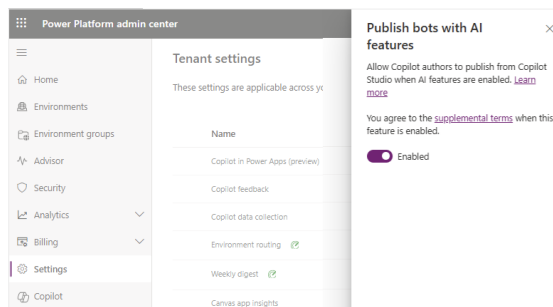 Power Platform admin center
Home
Environments
Environment groups
Advisor
Security
Analytics
Billing
Settings
Copilot
Tenant settings
These settings are applicable across yo
Name
Copilot in Power Apps (preview)
Copilot feedback
Copilot data collection
Environment routing
Weekly digest
Canvas app insights
Publish bots with AI
features
Allow Copilot authors to publish from Copilot
Studio when AI features are enabled. Learn
more
You agree to the supplemental terms when this
feature is enabled.
Enabled